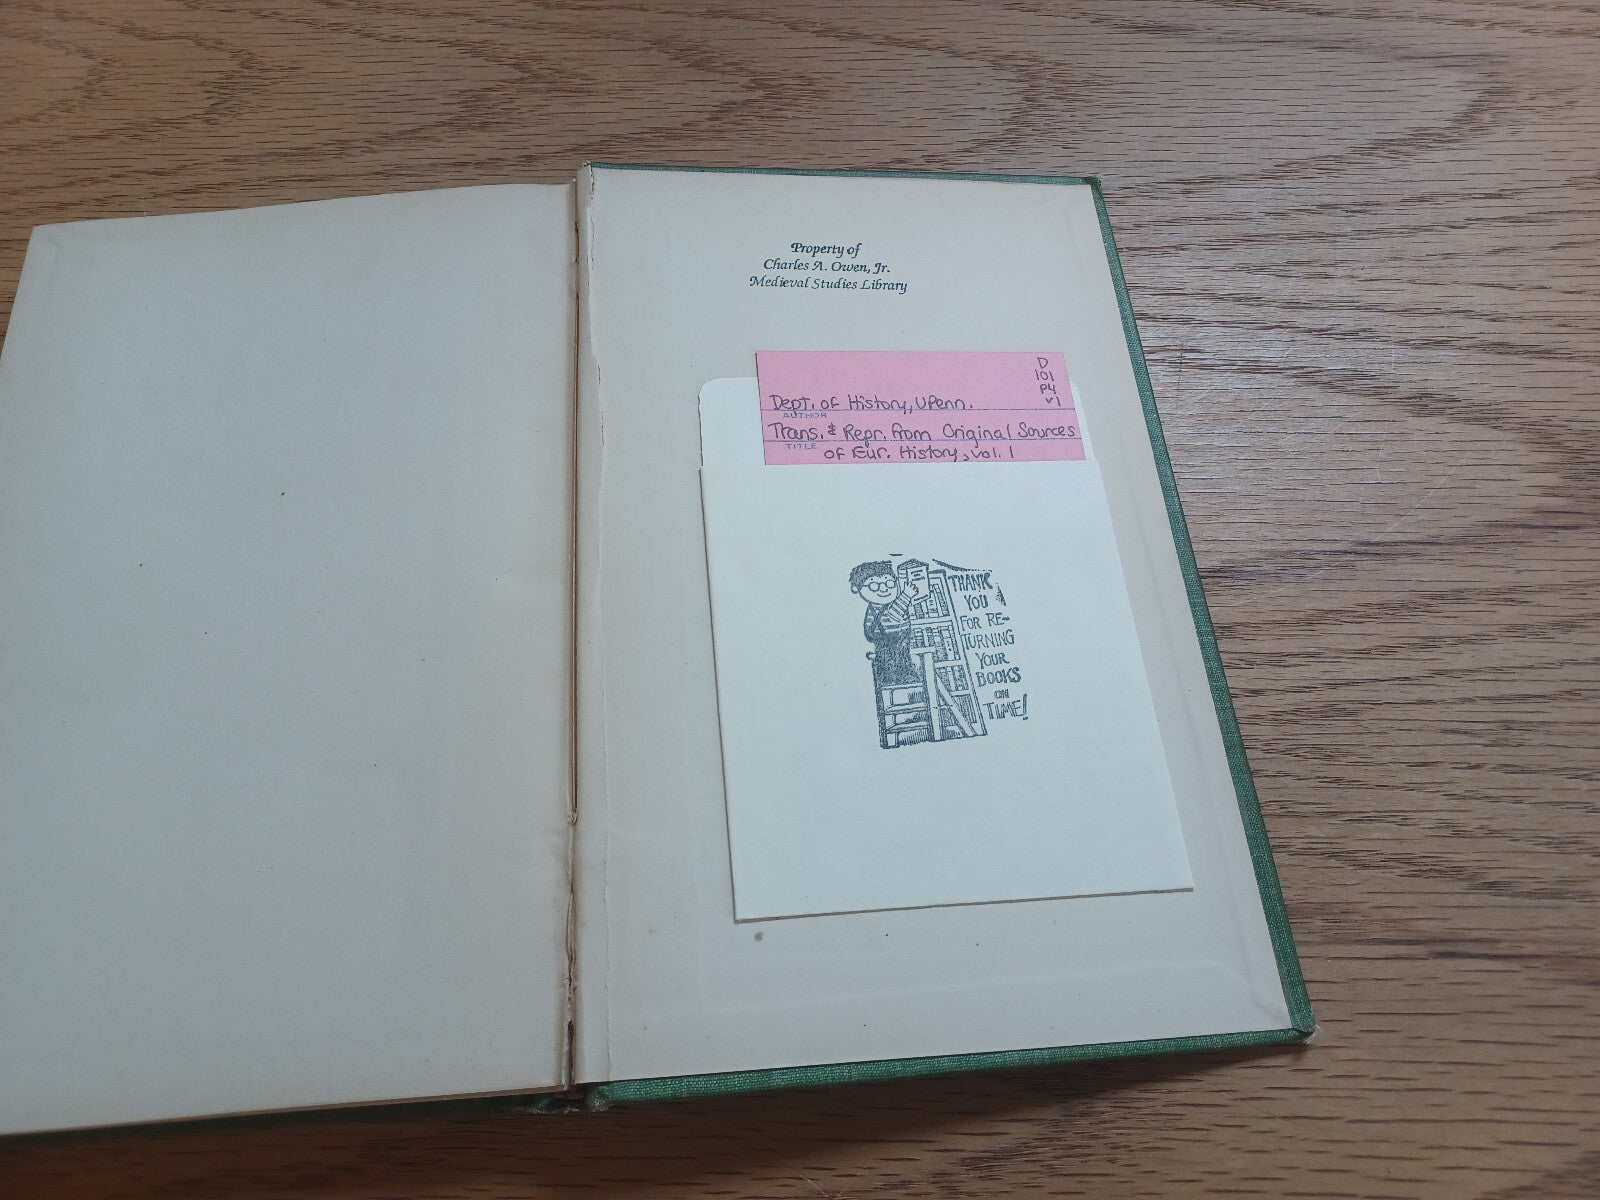 Property of
Charles A. Owen, Jr.
Medieval Studies Library
D
101
P4
v1
Dept. of History, UPenn.
AUTHOR
Trans. & Repr. from Original Sources
TITLE
of Eur. History, vol. 1
THANK
YOU
FOR RE-
TURNING
YOUR
BOOKS
ON
TIME!